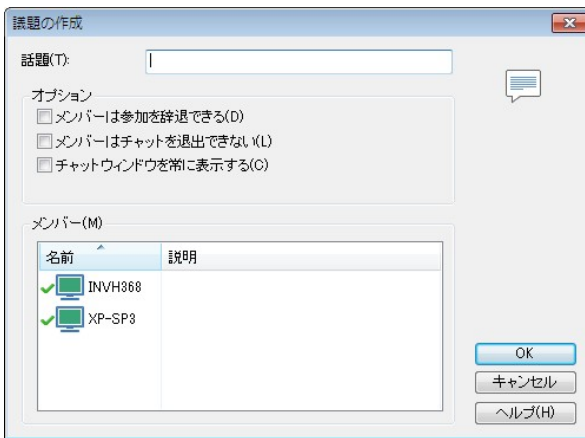 議題の作成
話題(T):
オプション
メンバーは参加を辞退できる(D)
メンバーはチャットを退出できない(L)
チャットウィンドウを常に表示する(C)
メンバー(M)
名前 説明
INVH368
XP-SP3
OK
キャンセル
ヘルプ(H)